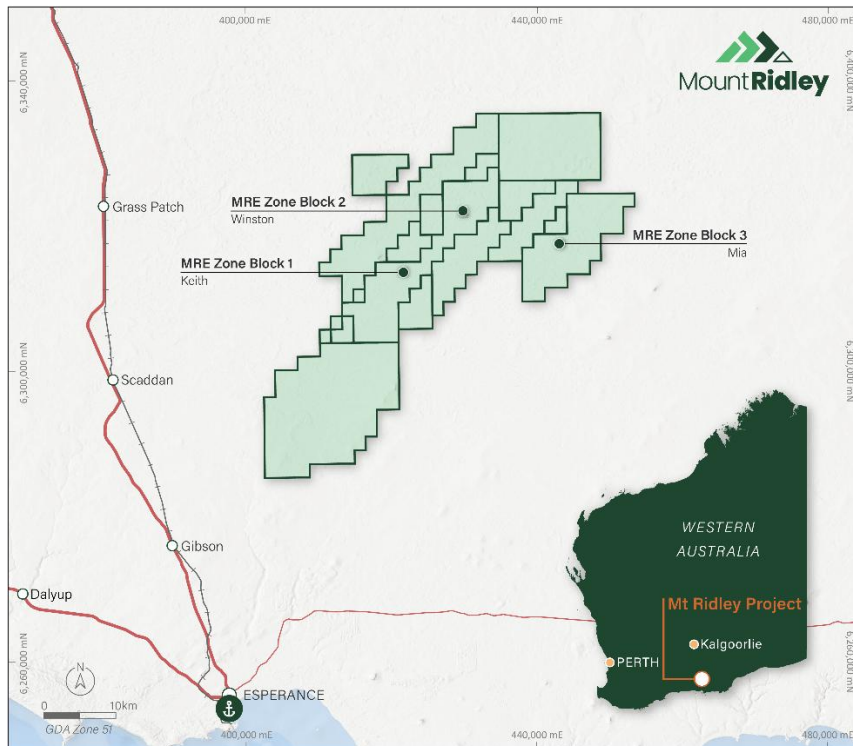 400,000 mE
440,000 mE
480,000 mE
6,340,000 mN
6,400,000 mN
MountRidley
Grass Patch
MRE Zone Block 2
Winston
MRE Zone Block 3
Mia
MRE Zone Block 1
Keith
6,300,000 mN
6,300,000 mN
Scaddan
WESTERN
AUSTRALIA
Gibson
Dalyup
Mt Ridley Project
Kalgoorlie
PERTH
6,260,000 mN
6,260,000 mN
N
ESPERANCE
0
10km
GDA Zone 51
400,000 mE
440,000 mE
480,000 mE